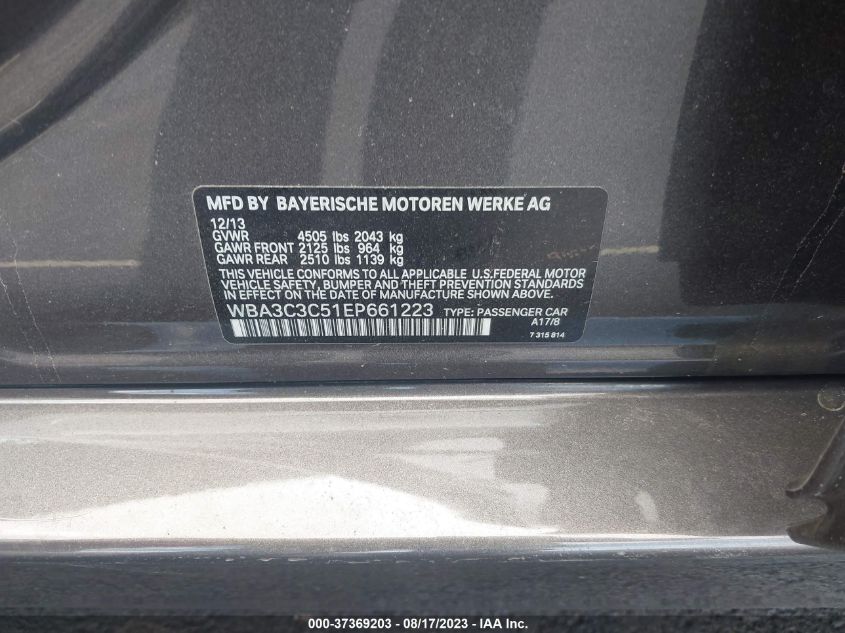 MFD BY BAYERISCHE MOTOREN WERKE AG
12/13
GVWR 4505 lbs 2043 kg
GAWR FRONT 2125 lbs 964 kg
GAWR REAR 2510 lbs 1139 kg
THIS VEHICLE CONFORMS TO ALL APPLICABLE U.S.FEDERAL MOTOR
VEHICLE SAFETY, BUMPER AND THEFT PREVENTION STANDARDS
IN EFFECT ON THE DATE OF MANUFACTURE SHOWN ABOVE.
WBA3C3C51EP661223 TYPE: PASSENGER CAR
A17/8
7 315 814
000-37369203 - 08/17/2023 - IAA Inc.